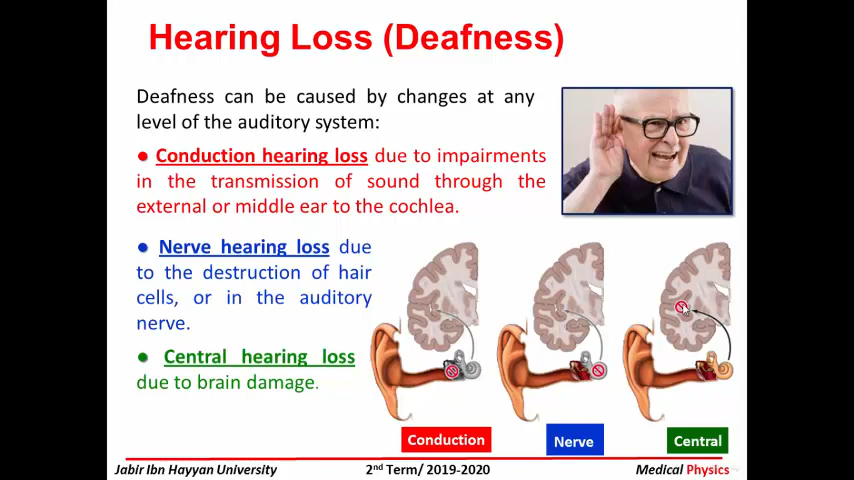 Hearing Loss (Deafness)
Deafness can be caused by changes at any
level of the auditory system:
● Conduction hearing loss due to impairments
in the transmission of sound through the
external or middle ear to the cochlea.
● Nerve hearing loss due
to the destruction of hair
cells, or in the auditory
nerve.
● Central hearing loss
due to brain damage.
Conduction
Nerve
Central
Jabir Ibn Hayyan University
2nd Term/ 2019-2020
Medical Physics